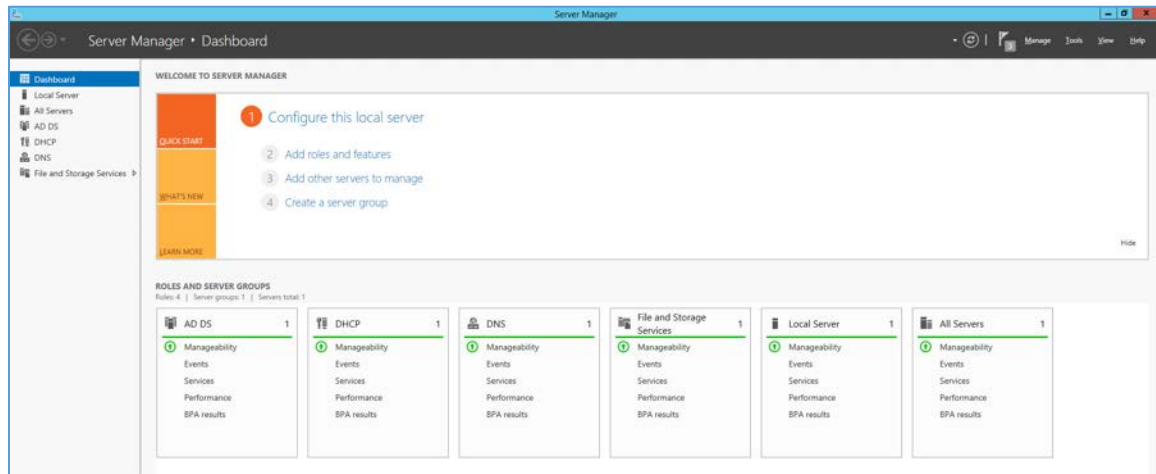 Server Manager
Server Manager • Dashboard
3 Manage Tools View Help
Dashboard
Local Server
All Servers
AD DS
DHCP
DNS
File and Storage Services
WELCOME TO SERVER MANAGER
QUICK START
WHAT'S NEW
LEARN MORE
1 Configure this local server
2 Add roles and features
3 Add other servers to manage
4 Create a server group
Hide
ROLES AND SERVER GROUPS
Roles: 4 | Server groups: 1 | Servers total: 1
AD DS 1
Manageability
Events
Services
Performance
BPA results
DHCP 1
Manageability
Events
Services
Performance
BPA results
DNS 1
Manageability
Events
Services
Performance
BPA results
File and Storage
Services 1
Manageability
Events
Services
Performance
BPA results
Local Server 1
Manageability
Events
Services
Performance
BPA results
All Servers 1
Manageability
Events
Services
Performance
BPA results